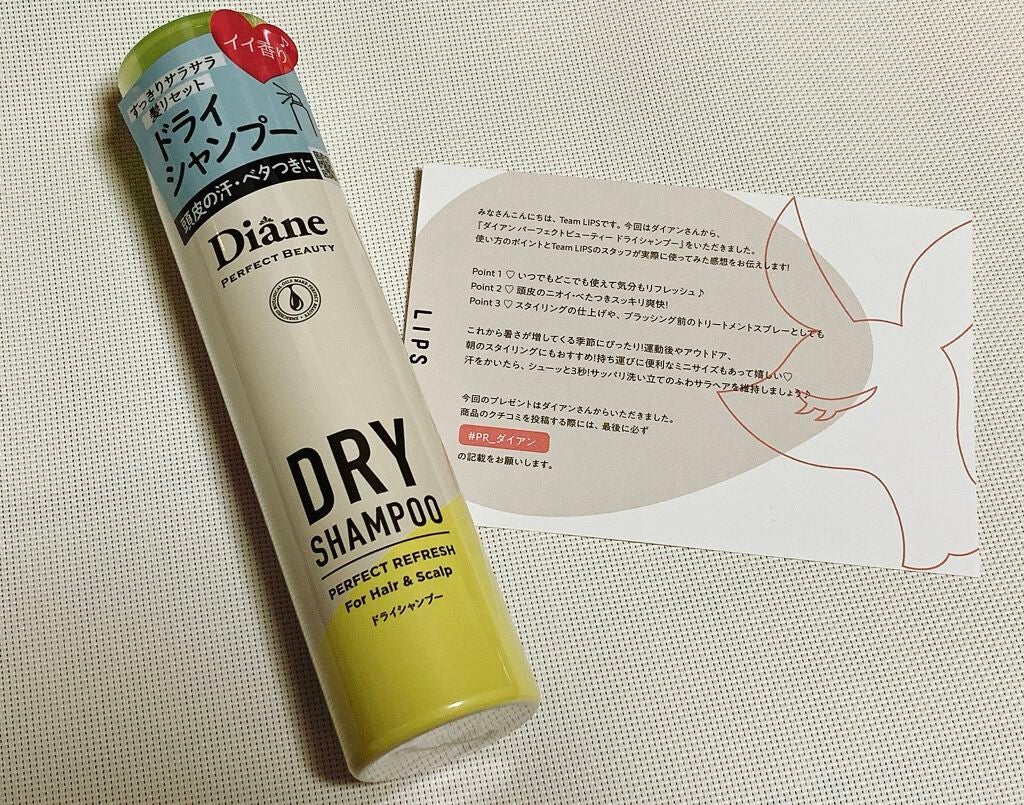 イイ香り♪
すっきりサラサラ
髪リセット
ドライ
シャンプー
頭皮の汗・ベタつきに
Diane
PERFECT BEAUTY
DRY
SHAMPOO
PERFECT REFRESH
For Hair & Scalp
ドライシャンプー
LIPS
みなさんこんにちは、Team LIPSです。今回はダイアンさんから、
『ダイアン パーフェクトビューティー ドライシャンプー』をいただきました。
使い方のポイントとTeam LIPSのスタッフが実際に使ってみた感想をお伝えします!
Point 1 ♡ いつでもどこでも使えて気分もリフレッシュ♪
Point 2 ♡ 頭皮のニオイ・べたつきスッキリ爽快!
Point 3 ♡ スタイリングの仕上げや、ブラッシング前のトリートメントスプレーとしても
これから暑さが増してくる季節にぴったり!運動後やアウトドア、
朝のスタイリングにもおすすめ!持ち運びに便利なミニサイズもあって嬉しい♡
汗をかいたら、シューッと3秒!サッパリ洗い立てのふわサラヘアを維持しましょう♪
今回のプレゼントはダイアンさんからいただきました。
商品のクチコミを投稿する際には、最後に必ず
#PR_ダイアン
の記載をお願いします。